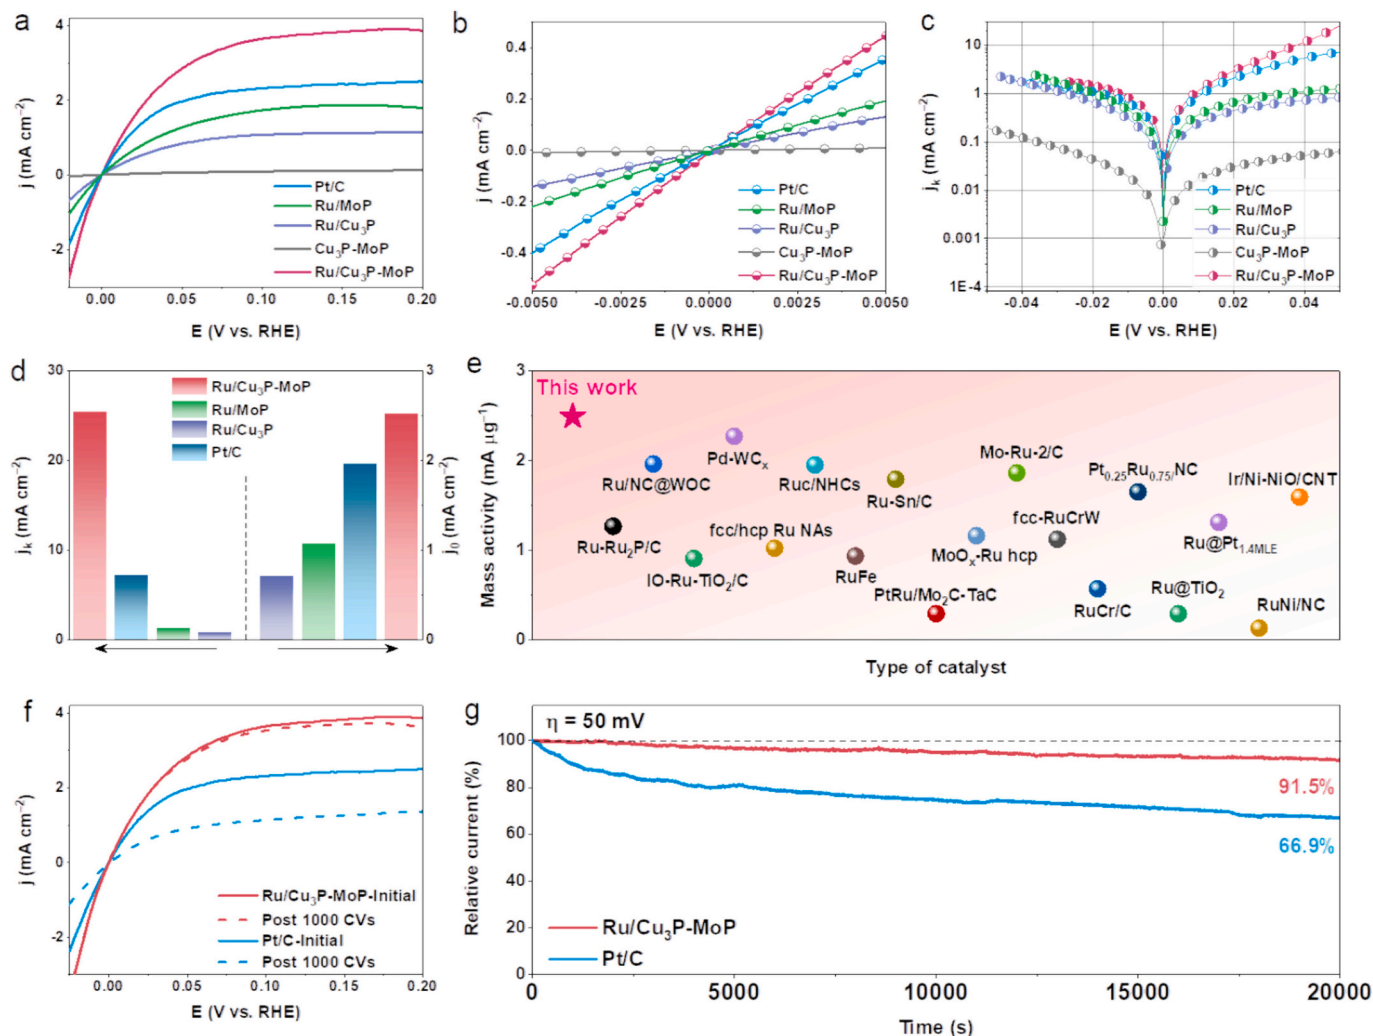 a
j (mA cm⁻²)
4
2
0
-2
Pt/C
Ru/MoP
Ru/Cu₃P
Cu₃P-MoP
Ru/Cu₃P-MoP
0.00 0.05 0.10 0.15 0.20
E (V vs. RHE)
b
j (mA cm⁻²)
0.4
0.2
0.0
-0.2
-0.4
Pt/C
Ru/MoP
Ru/Cu₃P
Cu₃P-MoP
Ru/Cu₃P-MoP
-0.0050 -0.0025 0.0000 0.0025 0.0050
E (V vs. RHE)
c
jₖ (mA cm⁻²)
10
1
0.1
0.01
0.001
1E-4
Pt/C
Ru/MoP
Ru/Cu₃P
Cu₃P-MoP
Ru/Cu₃P-MoP
-0.04 -0.02 0.00 0.02 0.04
E (V vs. RHE)
d
jₖ (mA cm⁻²)
30
20
10
0
Ru/Cu₃P-MoP
Ru/MoP
Ru/Cu₃P
Pt/C
3
2
1
0
j₀ (mA cm⁻²)
e
Mass activity (mA μg⁻¹)
3
2
1
0
This work
Pd-WCₓ
Mo-Ru-2/C
Pt₀.₂₅Ru₀.₇₅/NC
Ir/Ni-NiO/CNT
Ru/NC@WOC
Ruc/NHCs
Ru-Sn/C
fcc/hcp Ru NAs
fcc-RuCrW
Ru-Ru₂P/C
MoOₓ-Ru hcp
Ru@Pt₁.₄MLE
IO-Ru-TiO₂/C
RuFe
PtRu/Mo₂C-TaC
RuCr/C
Ru@TiO₂
RuNi/NC
Type of catalyst
f
j (mA cm⁻²)
4
2
0
-2
Ru/Cu₃P-MoP-Initial
Post 1000 CVs
Pt/C-Initial
Post 1000 CVs
0.00 0.05 0.10 0.15 0.20
E (V vs. RHE)
g
Relative current (%)
η = 50 mV
100
80
60
40
20
0
91.5%
66.9%
Ru/Cu₃P-MoP
Pt/C
0 5000 10000 15000 20000
Time (s)